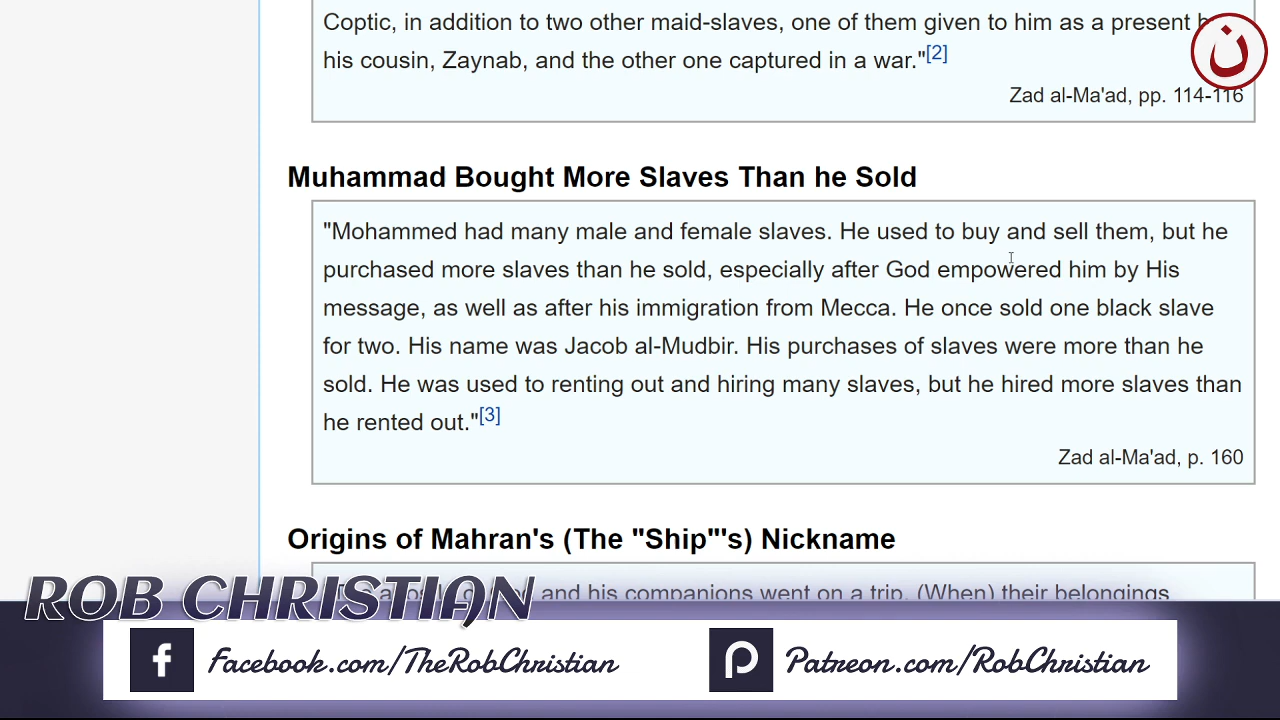 Coptic, in addition to two other maid-slaves, one of them given to him as a present
his cousin, Zaynab, and the other one captured in a war."[2]
Zad al-Ma'ad, pp. 114-116
ن
Muhammad Bought More Slaves Than he Sold
"Mohammed had many male and female slaves. He used to buy and sell them, but he
purchased more slaves than he sold, especially after God empowered him by His
message, as well as after his immigration from Mecca. He once sold one black slave
for two. His name was Jacob al-Mudbir. His purchases of slaves were more than he
sold. He was used to renting out and hiring many slaves, but he hired more slaves than
he rented out."[3]
Zad al-Ma'ad, p. 160
Origins of Mahran's (The "Ship"'s) Nickname
and his companions went on a trip. (When) their belongings
ROB CHRISTIAN
f Facebook.com/TheRobChristian
Patreon.com/RobChristian